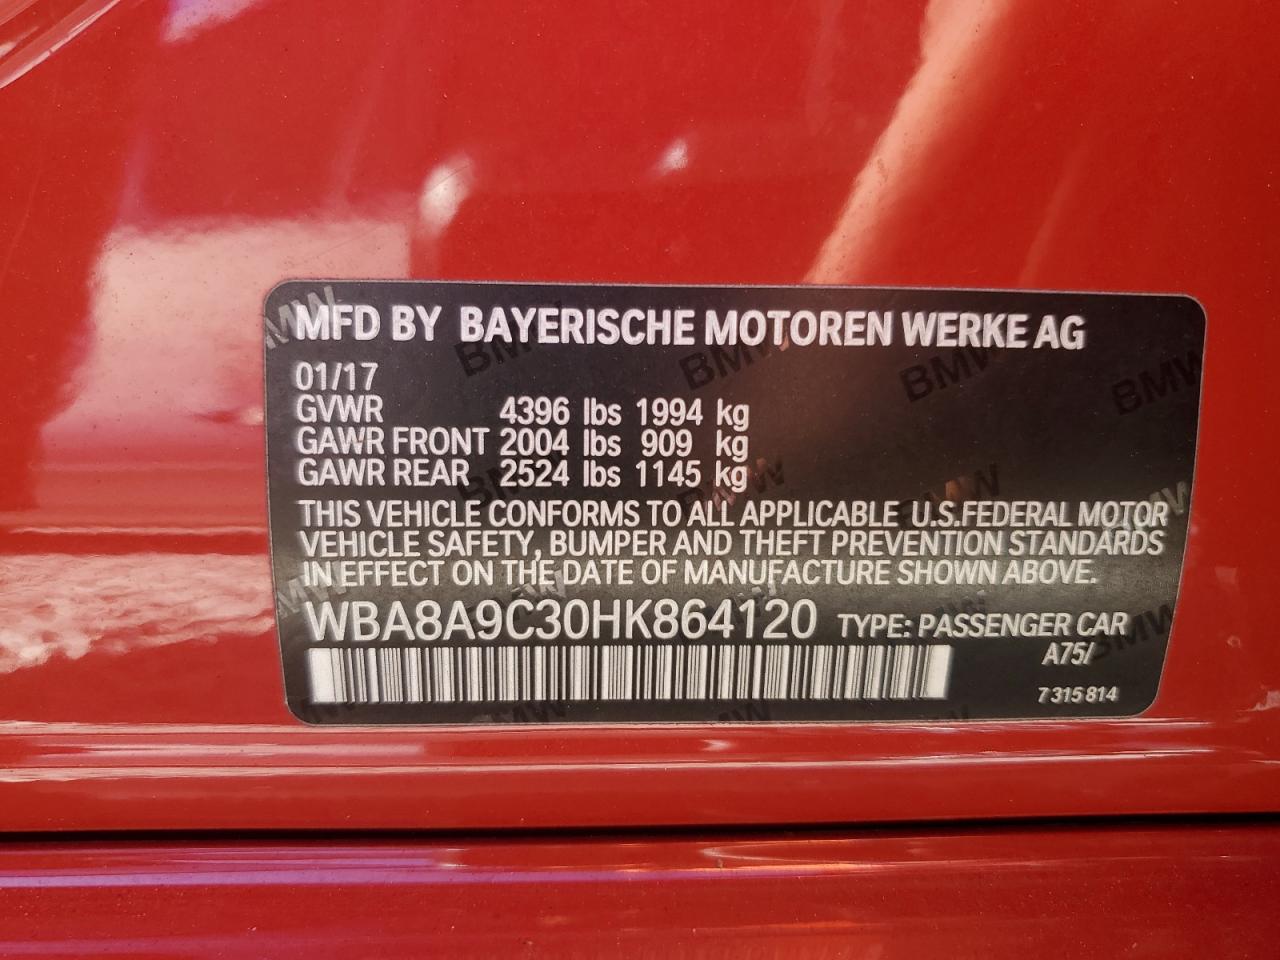 MFD BY BAYERISCHE MOTOREN WERKE AG
01/17
GVWR 4396 lbs 1994 kg
GAWR FRONT 2004 lbs 909 kg
GAWR REAR 2524 lbs 1145 kg
THIS VEHICLE CONFORMS TO ALL APPLICABLE U.S.FEDERAL MOTOR
VEHICLE SAFETY, BUMPER AND THEFT PREVENTION STANDARDS
IN EFFECT ON THE DATE OF MANUFACTURE SHOWN ABOVE.
WBA8A9C30HK864120 TYPE: PASSENGER CAR
A75/
7 315 814